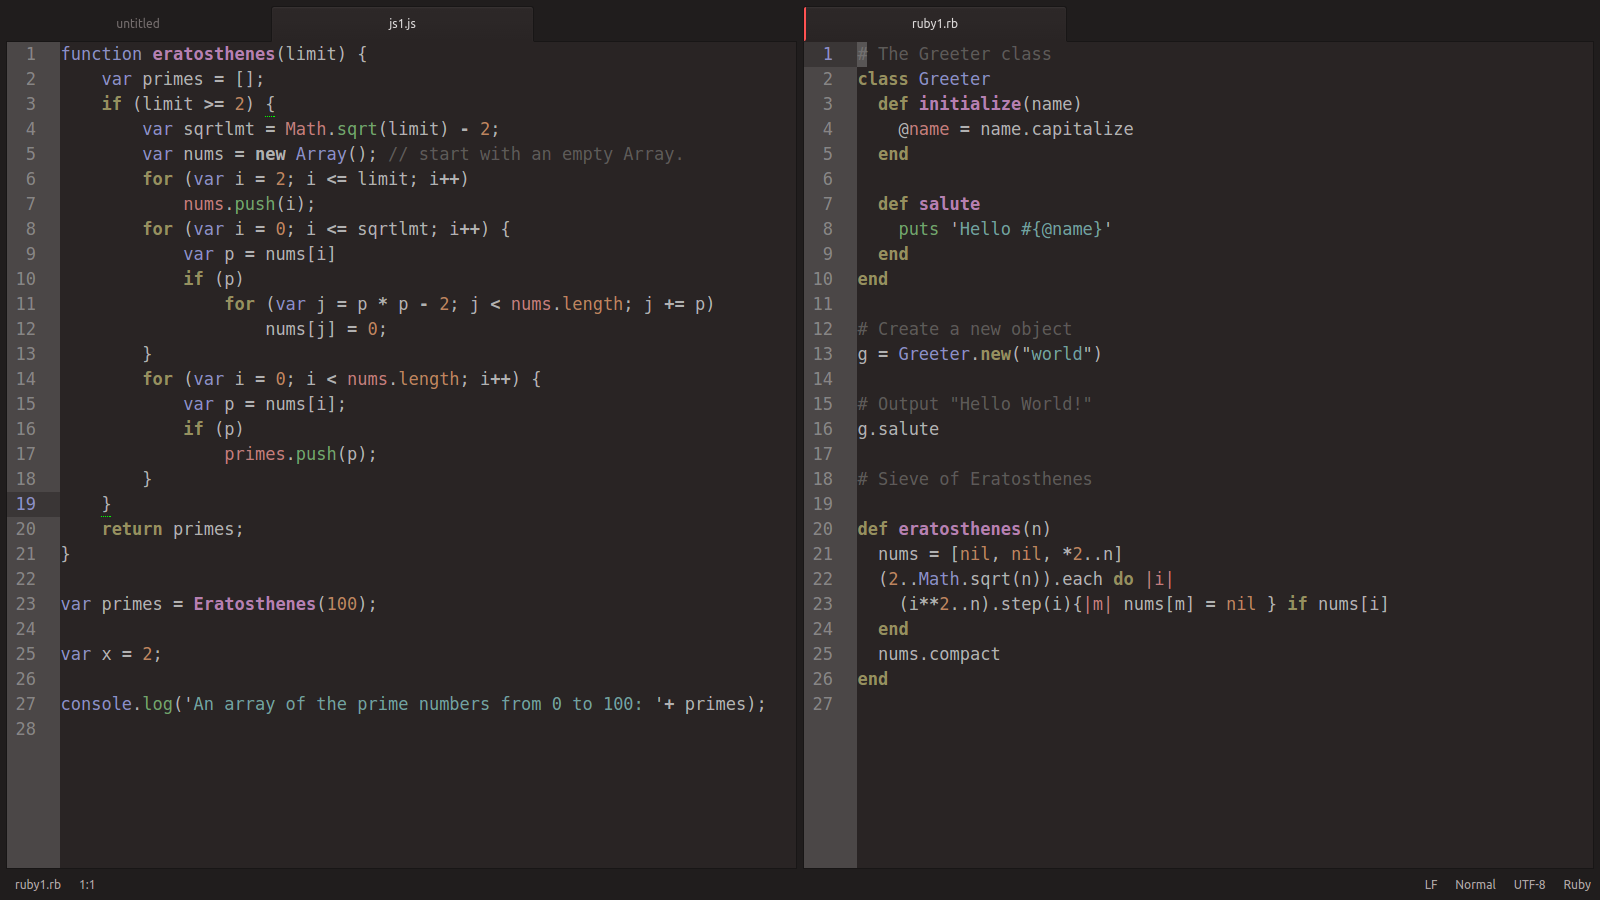 untitled
js1.js
1 function eratosthenes(limit) {
2     var primes = [];
3     if (limit >= 2) {
4         var sqrtlmt = Math.sqrt(limit) - 2;
5         var nums = new Array(); // start with an empty Array.
6         for (var i = 2; i <= limit; i++)
7             nums.push(i);
8         for (var i = 0; i <= sqrtlmt; i++) {
9             var p = nums[i]
10             if (p)
11                 for (var j = p * p - 2; j < nums.length; j += p)
12                     nums[j] = 0;
13         }
14         for (var i = 0; i < nums.length; i++) {
15             var p = nums[i];
16             if (p)
17                 primes.push(p);
18         }
19     }
20     return primes;
21 }
22
23 var primes = Eratosthenes(100);
24
25 var x = 2;
26
27 console.log('An array of the prime numbers from 0 to 100: '+ primes);
28
ruby1.rb
1 # The Greeter class
2 class Greeter
3   def initialize(name)
4     @name = name.capitalize
5   end
6
7   def salute
8     puts 'Hello #{@name}'
9   end
10 end
11
12 # Create a new object
13 g = Greeter.new("world")
14
15 # Output "Hello World!"
16 g.salute
17
18 # Sieve of Eratosthenes
19
20 def eratosthenes(n)
21   nums = [nil, nil, *2..n]
22   (2..Math.sqrt(n)).each do |i|
23     (i**2..n).step(i){|m| nums[m] = nil } if nums[i]
24   end
25   nums.compact
26 end
27
ruby1.rb 1:1
LF Normal UTF-8 Ruby